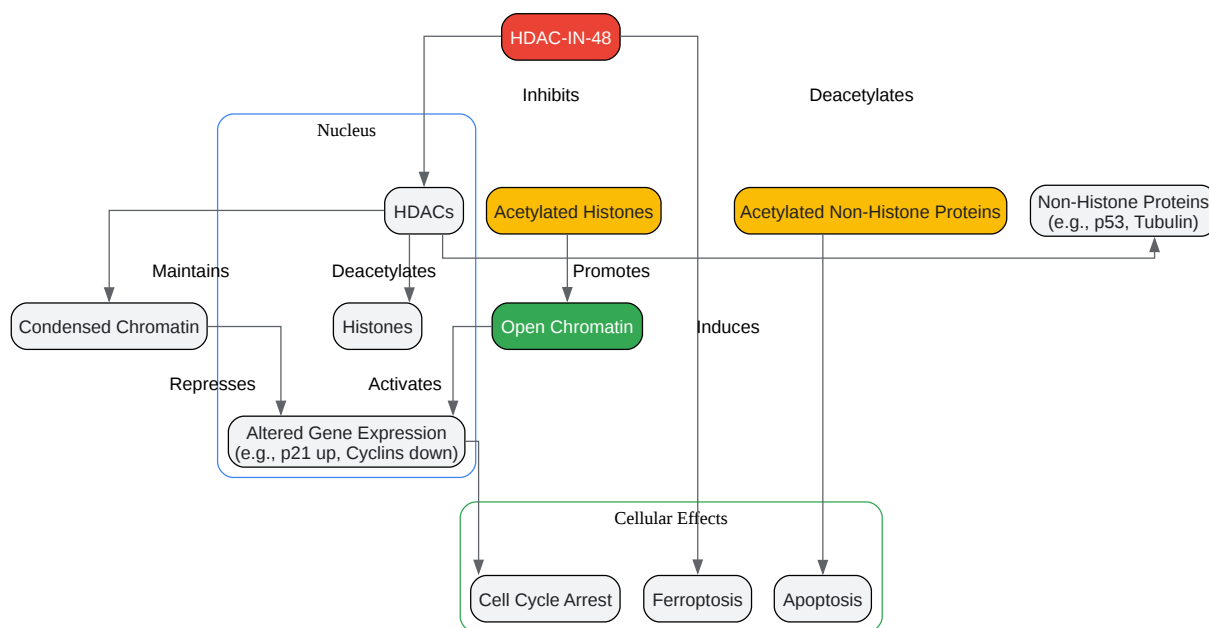 HDAC-IN-48
Inhibits
Deacetylates
Nucleus
HDACs
Acetylated Histones
Acetylated Non-Histone Proteins
Non-Histone Proteins
(e.g., p53, Tubulin)
Maintains
Deacetylates
Promotes
Condensed Chromatin
Histones
Open Chromatin
Induces
Represses
Activates
Altered Gene Expression
(e.g., p21 up, Cyclins down)
Cellular Effects
Cell Cycle Arrest
Ferroptosis
Apoptosis